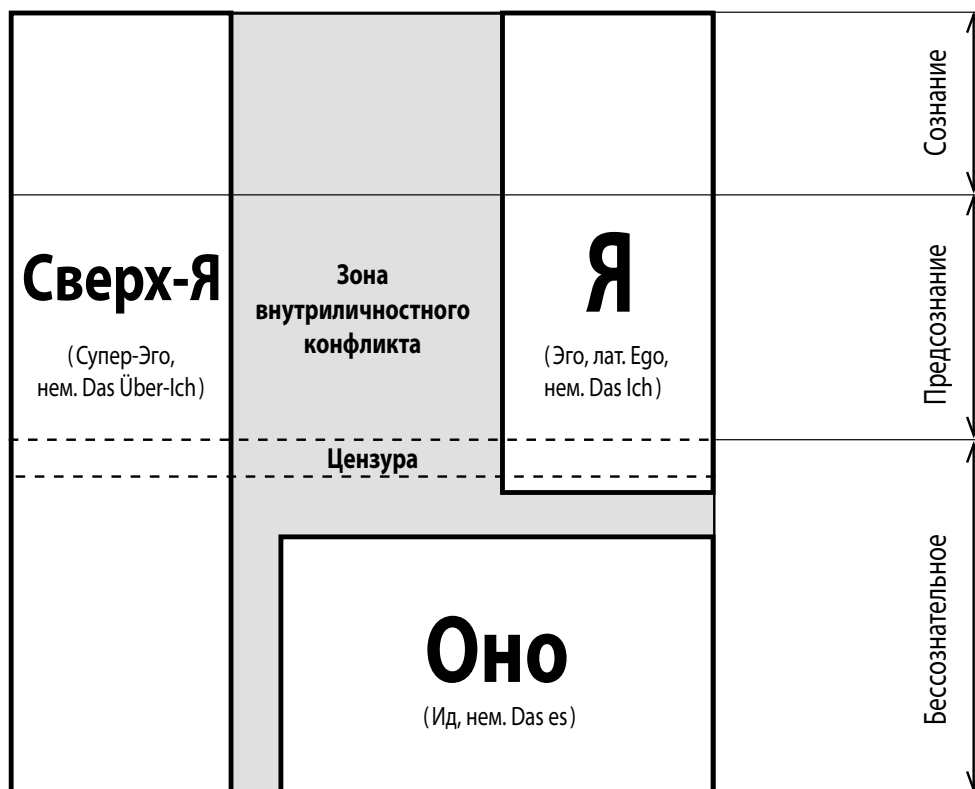 Сознание
Сверх-Я
(Супер-Эго,
нем. Das Über-Ich)
Зона
внутриличностного
конфликта
Я
(Эго, лат. Ego,
нем. Das Ich)
Предсознание
Цензура
Оно
(Ид, нем. Das es)
Бессознательное